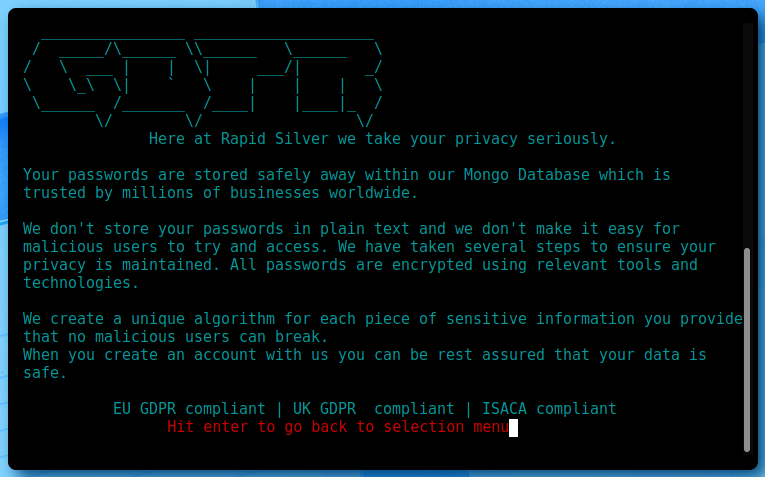 GDPR
Here at Rapid Silver we take your privacy seriously.
Your passwords are stored safely away within our Mongo Database which is
trusted by millions of businesses worldwide.
We don't store your passwords in plain text and we don't make it easy for
malicious users to try and access. We have taken several steps to ensure your
privacy is maintained. All passwords are encrypted using relevant tools and
technologies.
We create a unique algorithm for each piece of sensitive information you provide
that no malicious users can break.
When you create an account with us you can be rest assured that your data is
safe.
EU GDPR compliant | UK GDPR  compliant | ISACA compliant
Hit enter to go back to selection menu